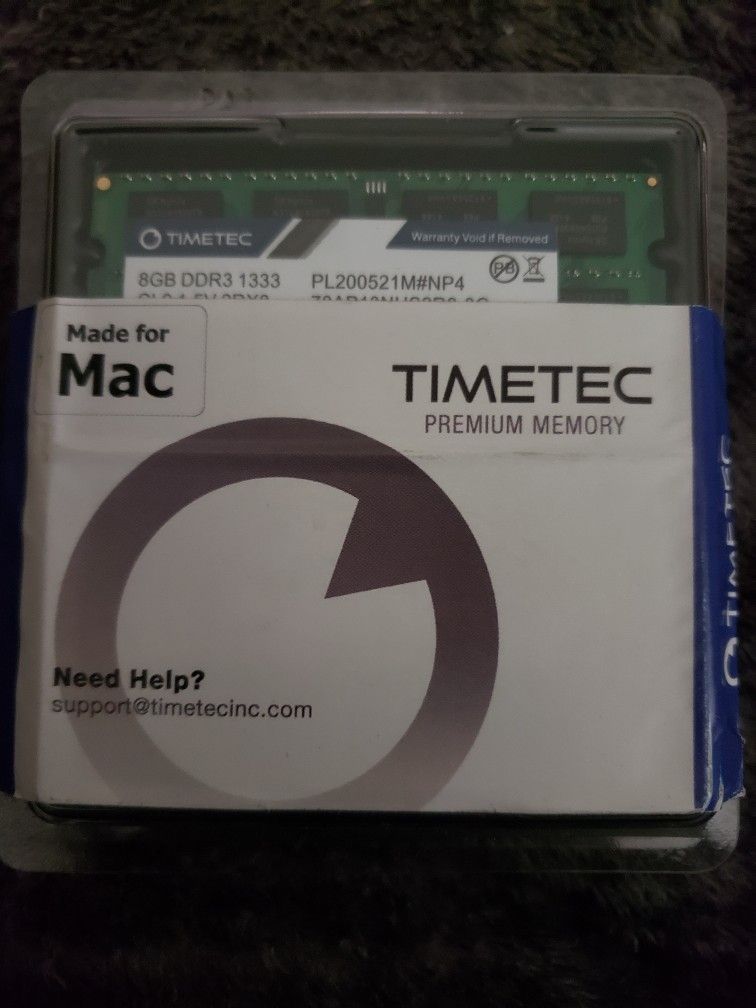 TIMETEC
Warranty Void if Removed
8GB DDR3 1333 PL200521M#NP4
Pb
Made for
Mac
TIMETEC
PREMIUM MEMORY
Need Help?
support@timetecinc.com
TIMETEC